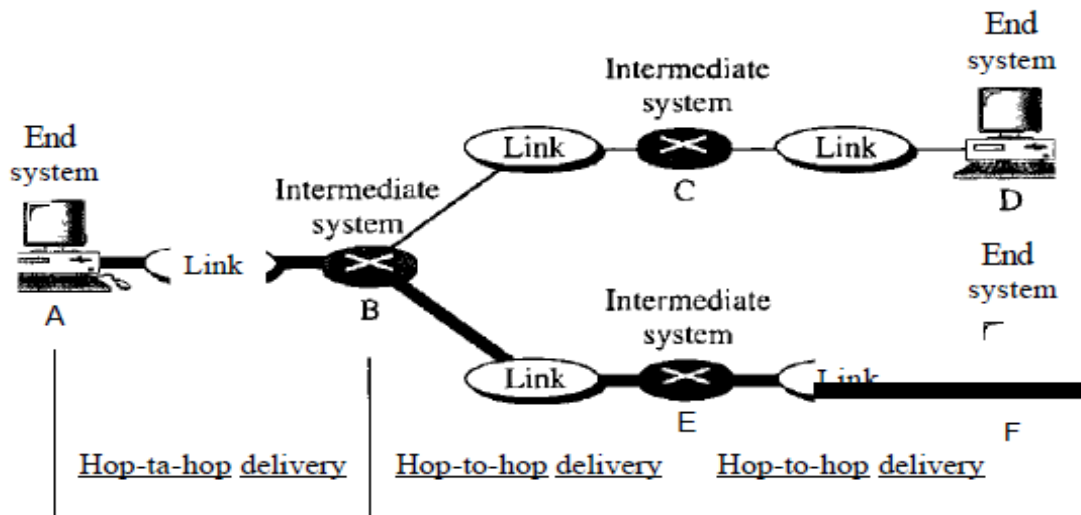 End
system
Intermediate
system
End
system
Link
Link
C
D
Intermediate
system
Link
A
B
End
system
Intermediate
system
Link
Link
E
F
Hop-ta-hop delivery
Hop-to-hop delivery
Hop-to-hop delivery